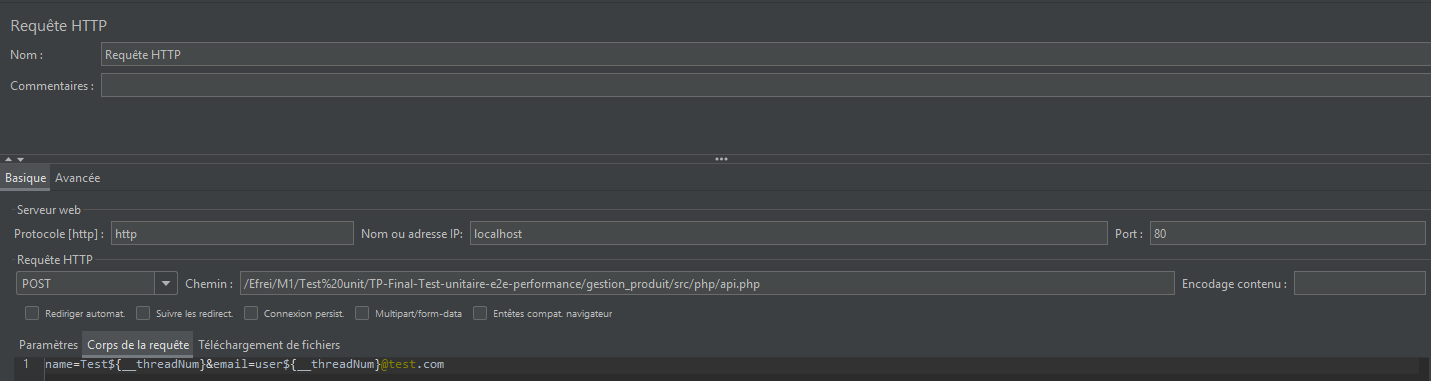 Requête HTTP
Nom : Requête HTTP
Commentaires :
Basique Avancée
Serveur web
Protocole [http] : http Nom ou adresse IP: localhost Port : 80
Requête HTTP
POST Chemin : /Efrei/M1/Test%20unit/TP-Final-Test-unitaire-e2e-performance/gestion_produit/src/php/api.php Encodage contenu :
Rediriger automat. Suivre les redirect. Connexion persist. Multipart/form-data Entêtes compat. navigateur
Paramètres Corps de la requête Téléchargement de fichiers
1 name=Test${__threadNum}&email=user${__threadNum}@test.com